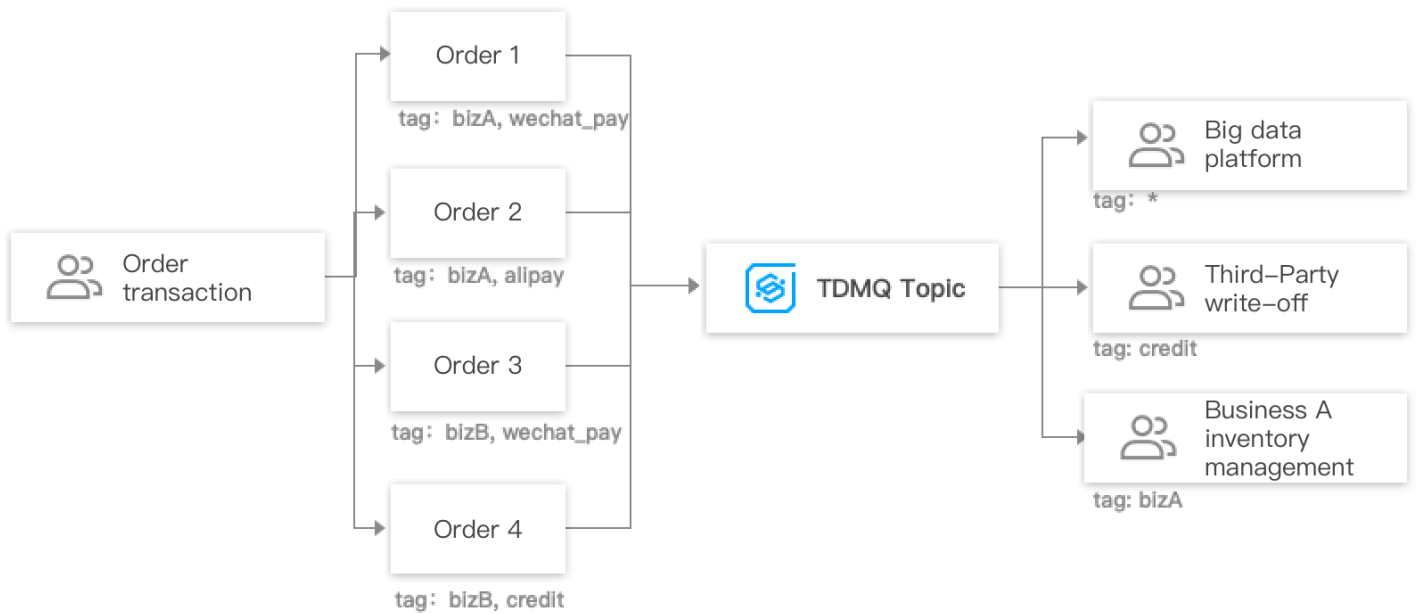 Order
transaction
Order 1
tag：bizA, wechat_pay
Order 2
tag：bizA, alipay
Order 3
tag：bizB, wechat_pay
Order 4
tag：bizB, credit
TDMQ Topic
Big data
platform
tag：*
Third-Party
write-off
tag: credit
Business A
inventory
management
tag: bizA